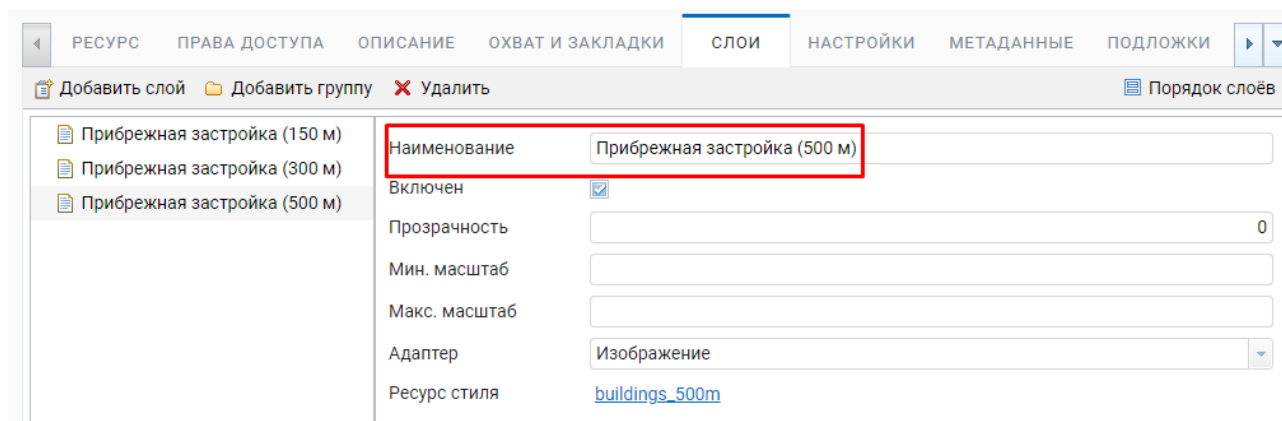 РЕСУРС ПРАВА ДОСТУПА ОПИСАНИЕ ОХВАТ И ЗАКЛАДКИ СЛОИ НАСТРОЙКИ МЕТАДАННЫЕ ПОДЛОЖКИ
Добавить слой Добавить группу Удалить Порядок слоёв
Прибрежная застройка (150 м)
Прибрежная застройка (300 м)
Прибрежная застройка (500 м)
Наименование Прибрежная застройка (500 м)
Включен
Прозрачность 0
Мин. масштаб
Макс. масштаб
Адаптер Изображение
Ресурс стиля buildings_500m